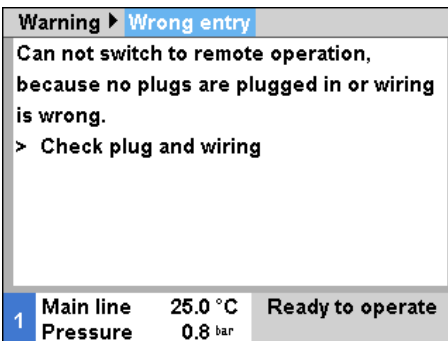 Warning ▶ Wrong entry
Can not switch to remote operation,
because no plugs are plugged in or wiring
is wrong.
> Check plug and wiring
1 Main line 25.0 °C Ready to operate
Pressure 0.8 bar